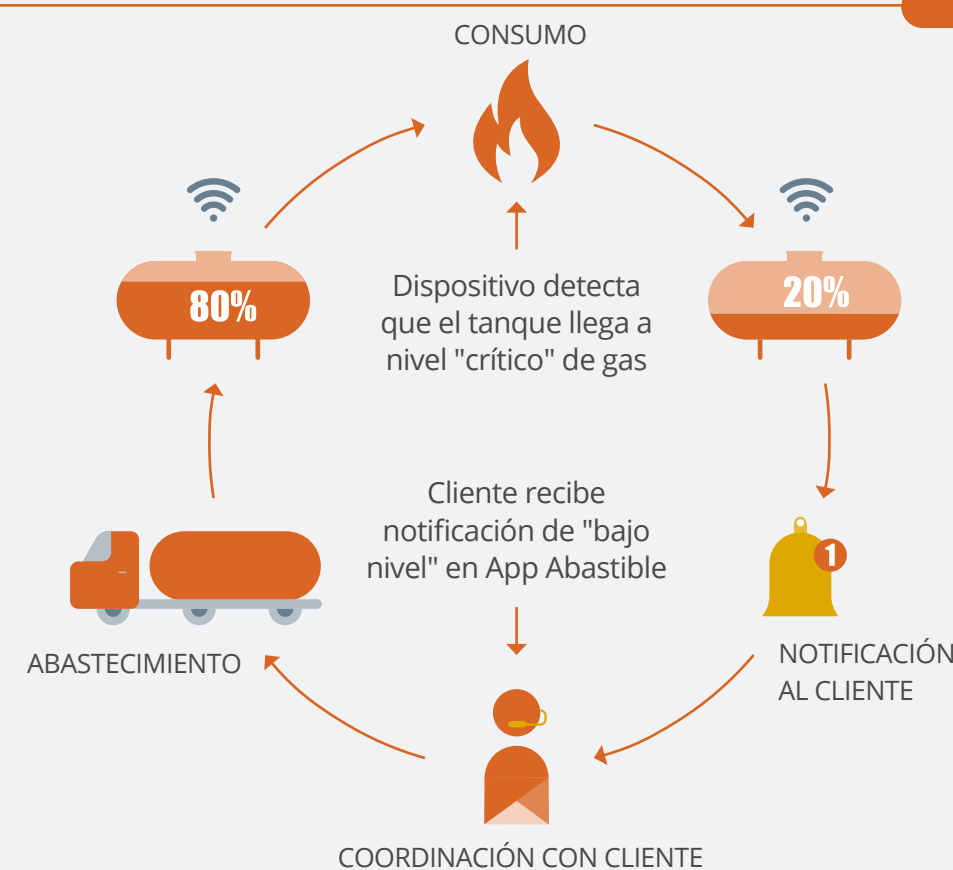 CONSUMO
80%
Dispositivo detecta
que el tanque llega a
nivel "crítico" de gas
20%
Cliente recibe
notificación de "bajo
nivel" en App Abastible
1
ABASTECIMIENTO
NOTIFICACIÓN
AL CLIENTE
COORDINACIÓN CON CLIENTE